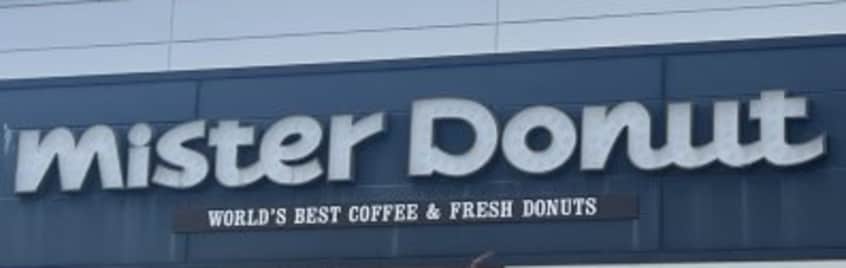 Mister Donut
WORLD'S BEST COFFEE & FRESH DONUTS